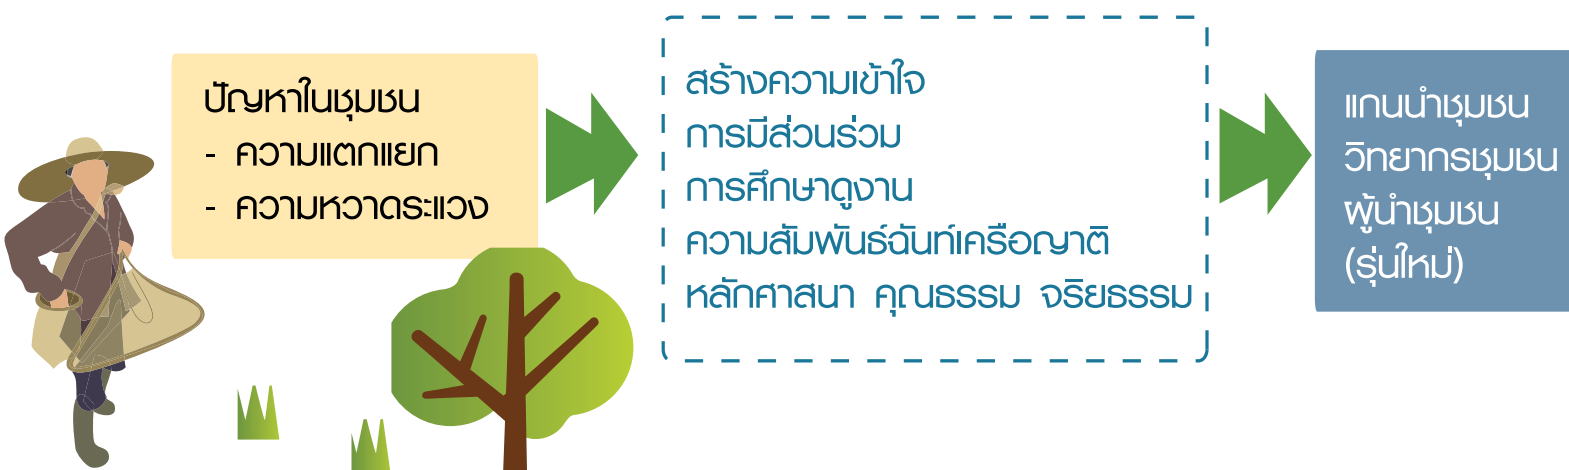 ปัญหาในชุมชน
- ความแตกแยก
- ความหวาดระแวง
สร้างความเข้าใจ
การมีส่วนร่วม
การศึกษาดูงาน
ความสัมพันธ์ฉันท์เครือญาติ
หลักศาสนา คุณธรรม จริยธรรม
แกนนำชุมชน
วิทยากรชุมชน
ผู้นำชุมชน
(รุ่นใหม่)